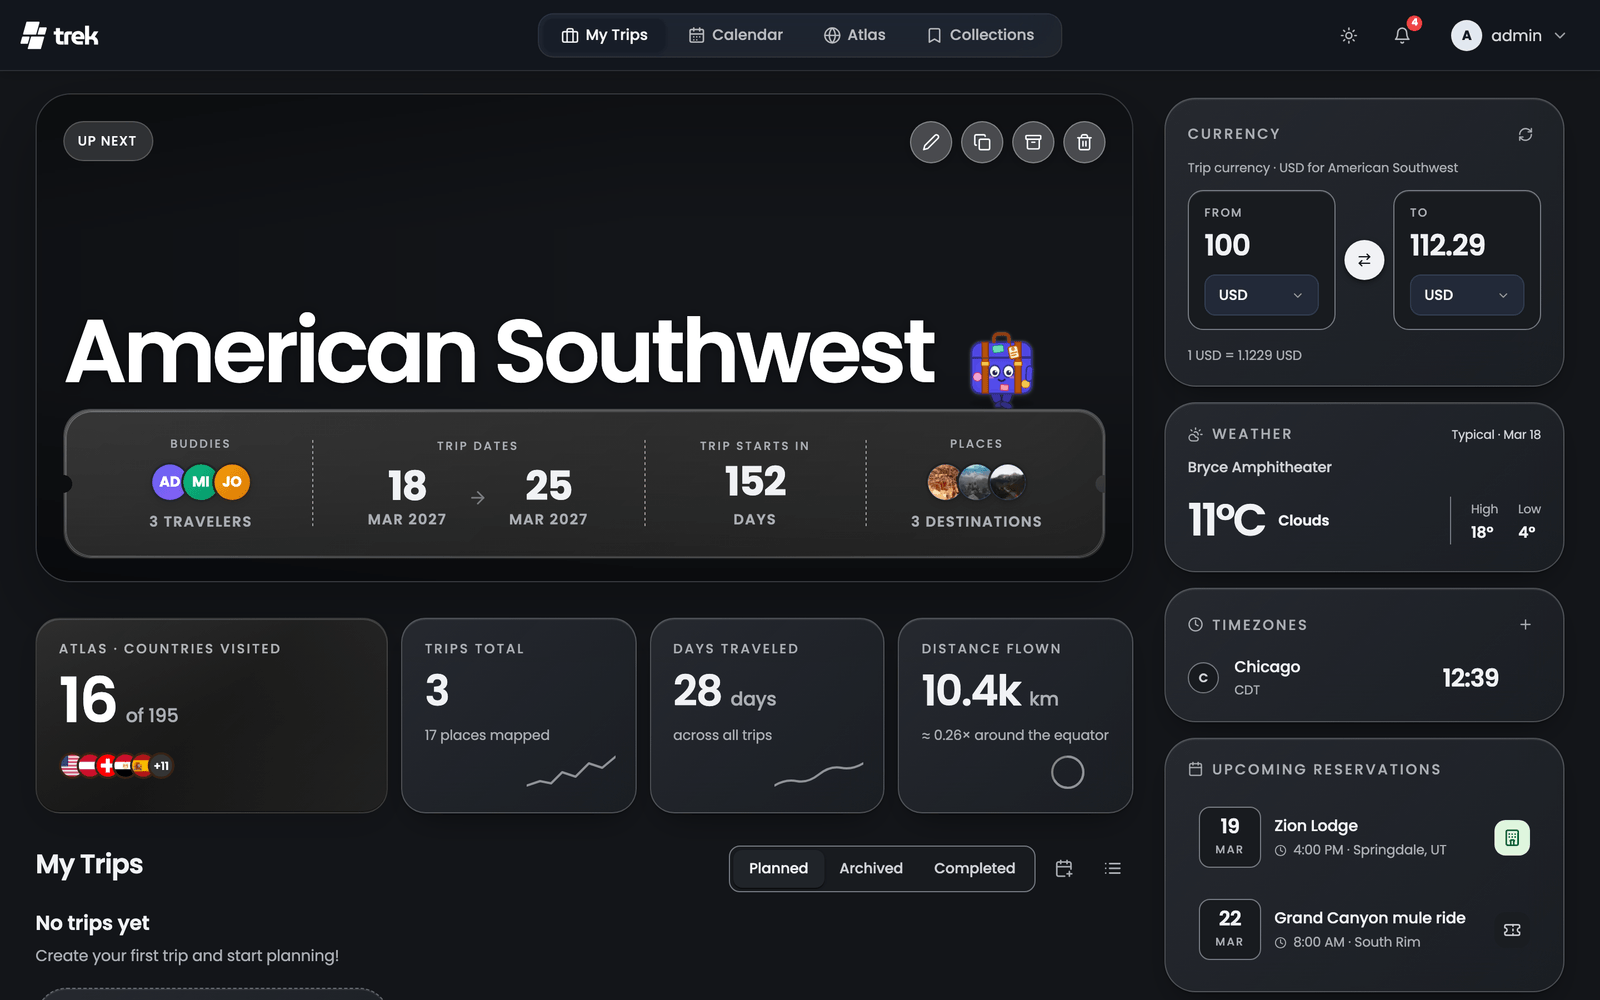 trek
My Trips
Calendar
Atlas
Collections
4
A
admin
UP NEXT
American Southwest
BUDDIES
AD MI JO
3 TRAVELERS
TRIP DATES
18 → 25
MAR 2027 MAR 2027
TRIP STARTS IN
152
DAYS
PLACES
3 DESTINATIONS
ATLAS · COUNTRIES VISITED
16 of 195
+11
TRIPS TOTAL
3
17 places mapped
DAYS TRAVELED
28 days
across all trips
DISTANCE FLOWN
10.4k km
≈ 0.26× around the equator
My Trips
Planned
Archived
Completed
No trips yet
Create your first trip and start planning!
CURRENCY
Trip currency · USD for American Southwest
FROM
100
USD
TO
112.29
USD
1 USD = 1.1229 USD
WEATHER
Typical · Mar 18
Bryce Amphitheater
11°C Clouds
High Low
18° 4°
TIMEZONES
C
Chicago
CDT
12:39
UPCOMING RESERVATIONS
19
MAR
Zion Lodge
4:00 PM · Springdale, UT
22
MAR
Grand Canyon mule ride
8:00 AM · South Rim